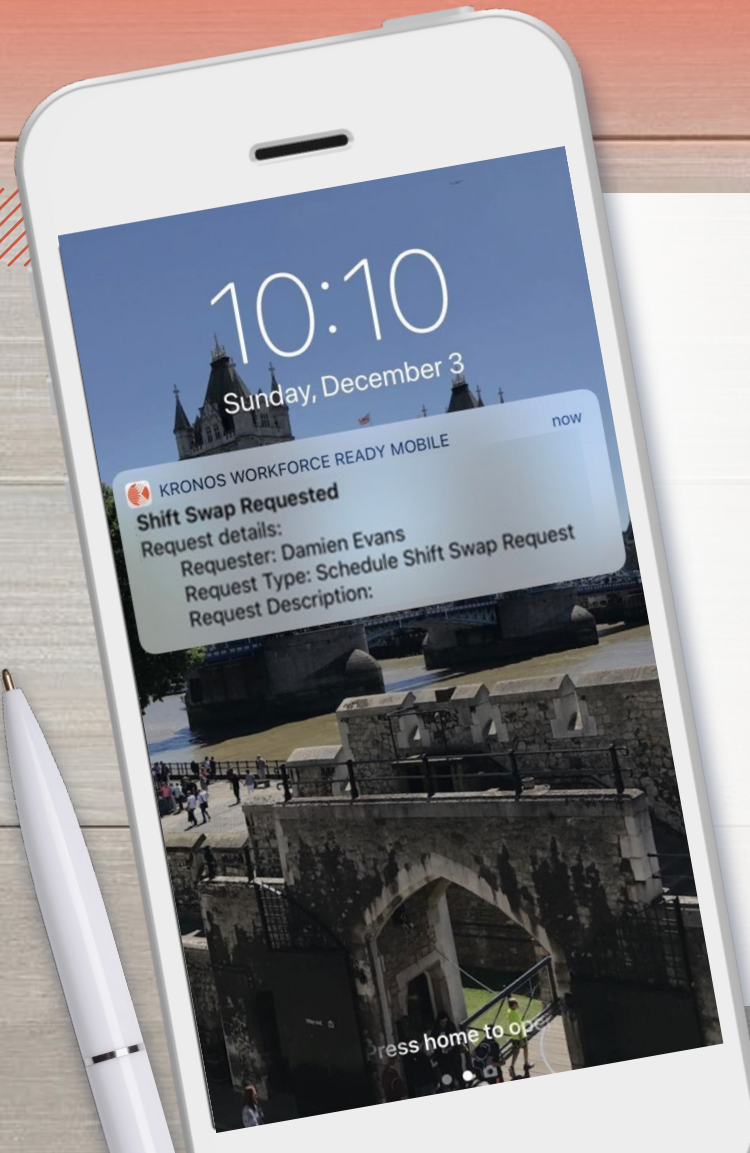 10:10
Sunday, December 3
KRONOS WORKFORCE READY MOBILE
now
Shift Swap Requested
Request details:
Requester: Damien Evans
Request Type: Schedule Shift Swap Request
Request Description:
Press home to ope